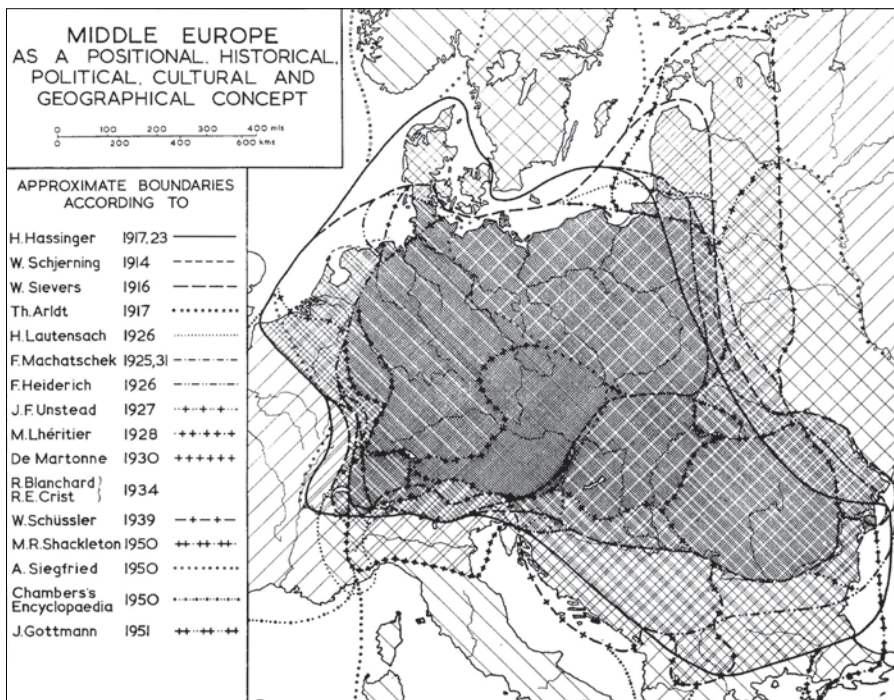 MIDDLE EUROPE
AS A POSITIONAL, HISTORICAL,
POLITICAL, CULTURAL AND
GEOGRAPHICAL CONCEPT
0 100 200 300 400 mls
0 200 400 600 kms
APPROXIMATE BOUNDARIES
ACCORDING TO
H. Hassinger 1917,23
W. Schjerning 1914
W. Sievers 1916
Th. Arldt 1917
H. Lautensach 1926
F. Machatschek 1925,31
F. Heiderich 1926
J.F. Unstead 1927
M. Lhéritier 1928
De Martonne 1930
R. Blanchard }
R.E. Crist } 1934
W. Schüssler 1939
M.R. Shackleton 1950
A. Siegfried 1950
Chambers's
Encyclopaedia 1950
J. Gottmann 1951